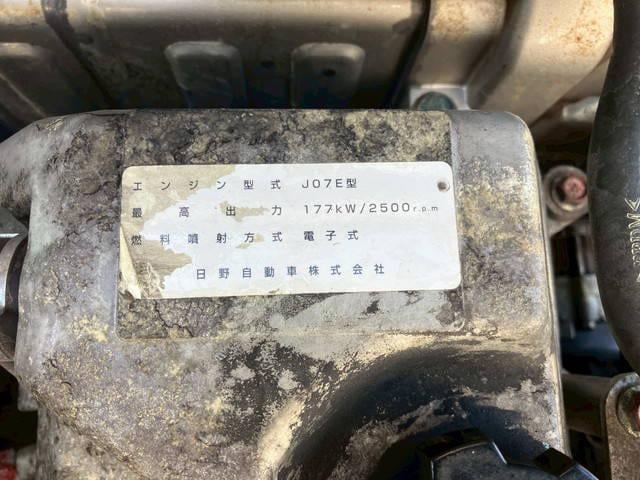 エンジン型式 J07E型
最高出力 177kW/2500r.p.m
燃料噴射方式 電子式
日野自動車株式会社